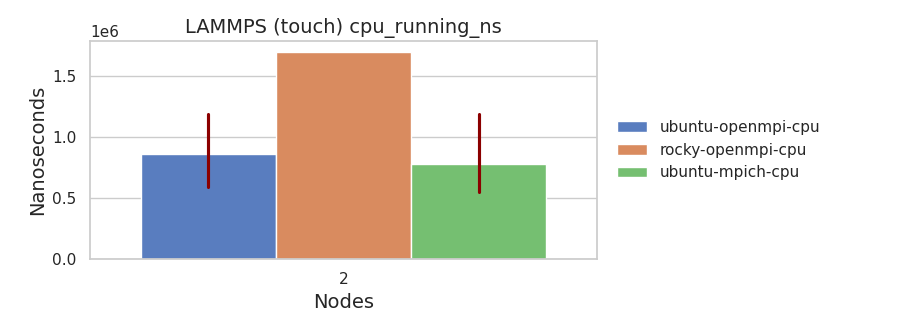 LAMMPS (touch) cpu_running_ns
1e6
1.5
1.0
0.5
0.0
Nanoseconds
2
Nodes
ubuntu-openmpi-cpu
rocky-openmpi-cpu
ubuntu-mpich-cpu